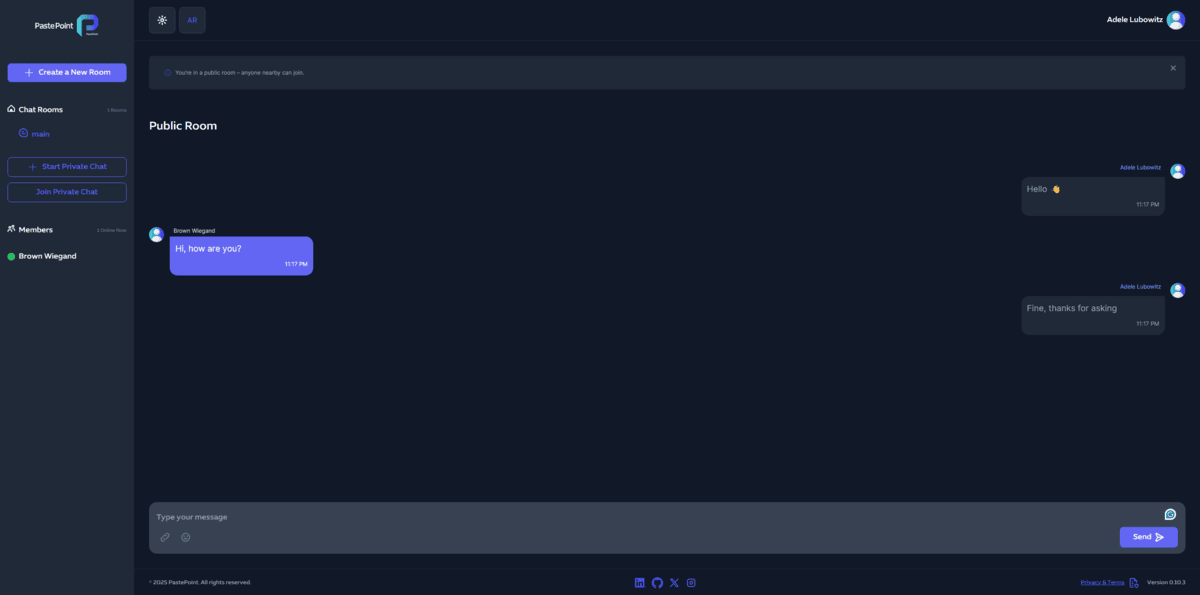 PastePoint
AR
Adele Lubowitz
Create a New Room
You're in a public room – anyone nearby can join.
Chat Rooms
1 Rooms
main
Public Room
Start Private Chat
Join Private Chat
Members
1 Online Now
Brown Wiegand
Adele Lubowitz
Hello 👋
11:17 PM
Brown Wiegand
Hi, how are you?
11:17 PM
Adele Lubowitz
Fine, thanks for asking
11:17 PM
Type your message
Send
© 2025 PastePoint. All rights reserved.
Privacy & Terms
Version 0.10.3